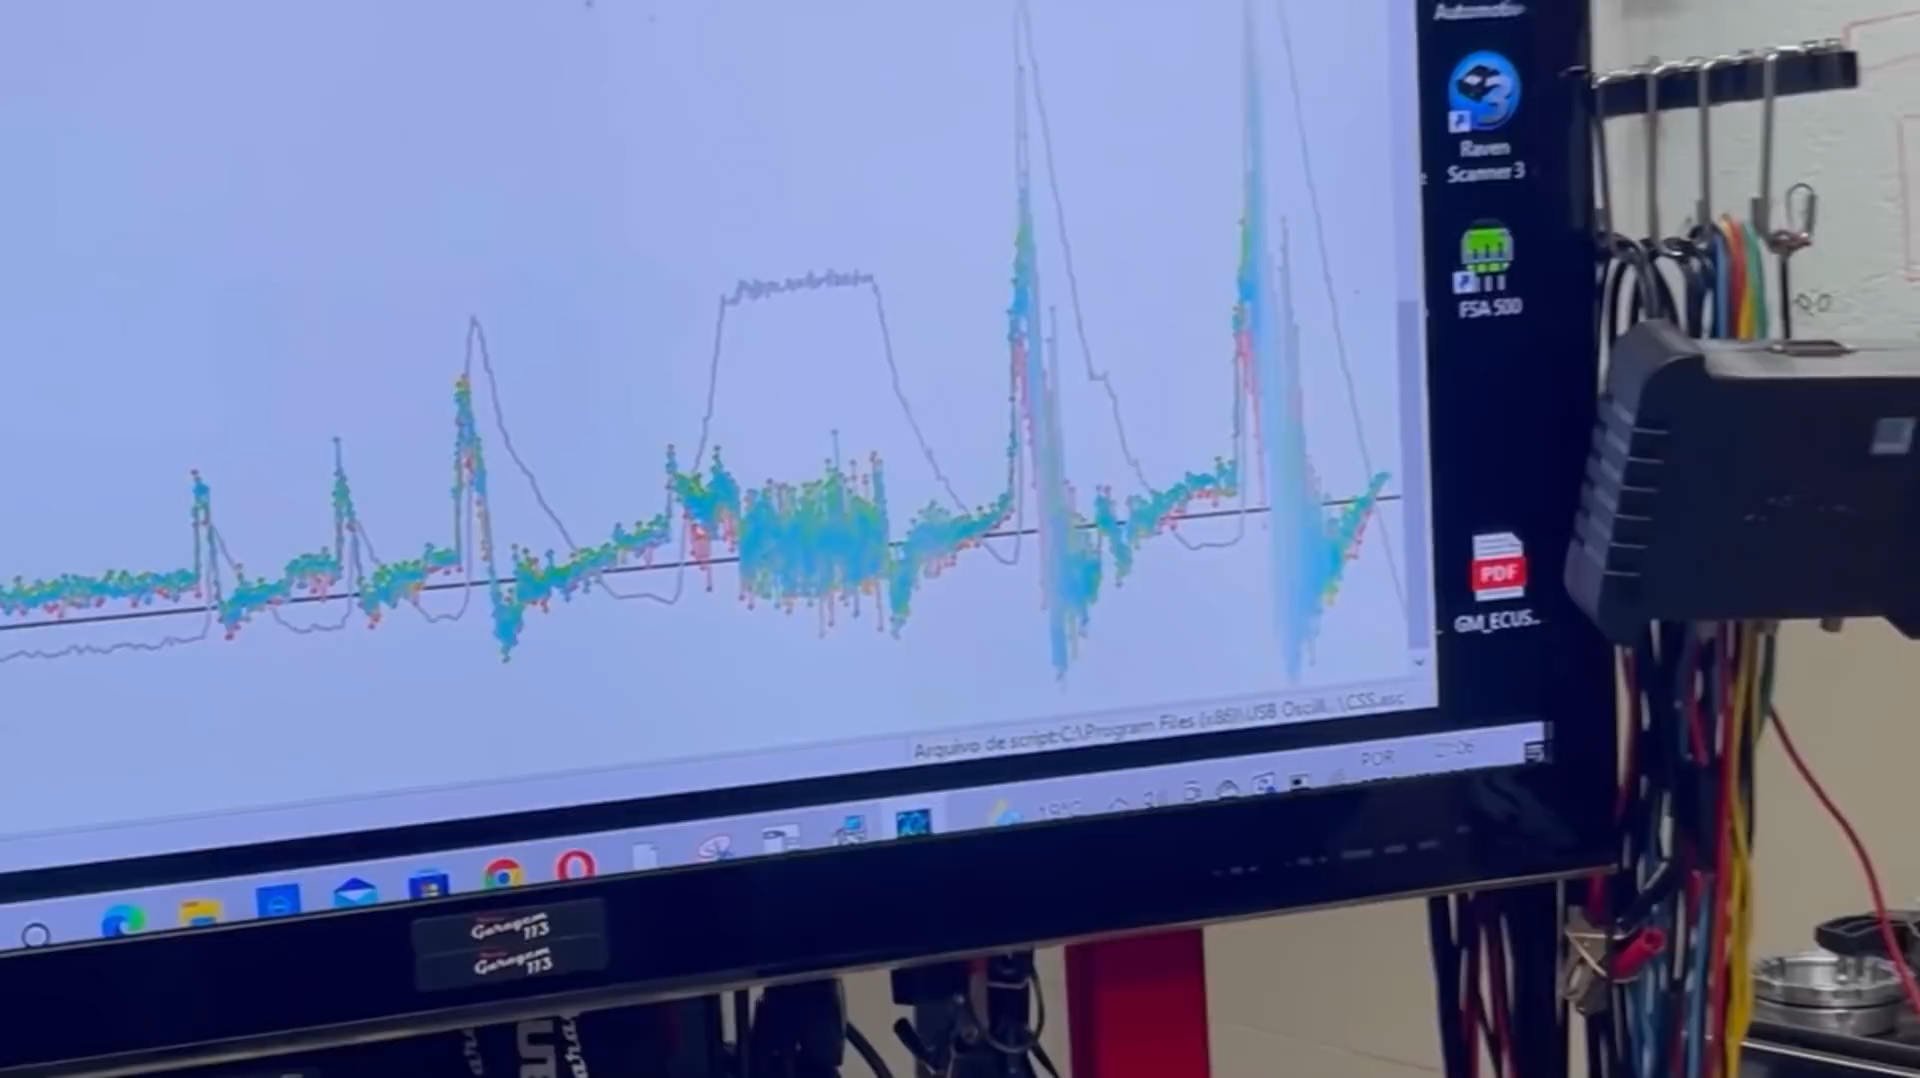 Automotiv
Raven
Scanner 3
FSA 500
PDF
GM_ECUS...
Arquivo de script:C:\Program Files (x86)\USB Oscill...\CSS.asc
POR
19°C
Garagem
113
Garagem
113